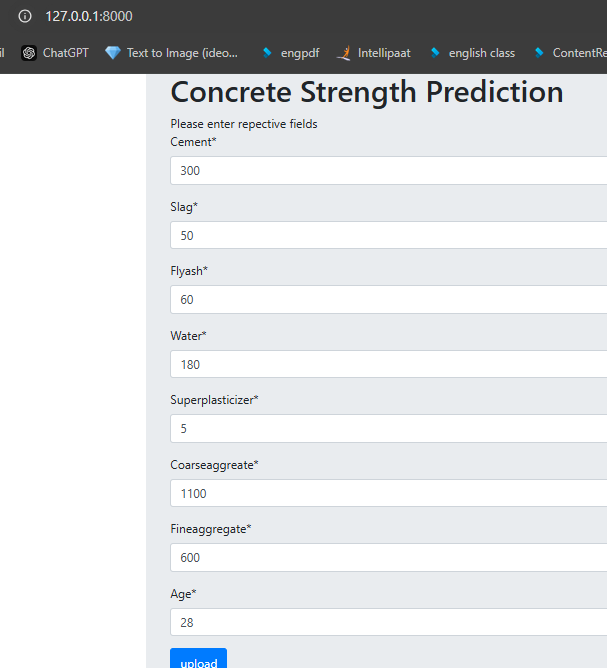 127.0.0.1:8000
il ChatGPT Text to Image (ideo... engpdf Intellipaat english class ContentRe
Concrete Strength Prediction
Please enter repective fields
Cement*
300
Slag*
50
Flyash*
60
Water*
180
Superplasticizer*
5
Coarseaggreate*
1100
Fineaggregate*
600
Age*
28
upload